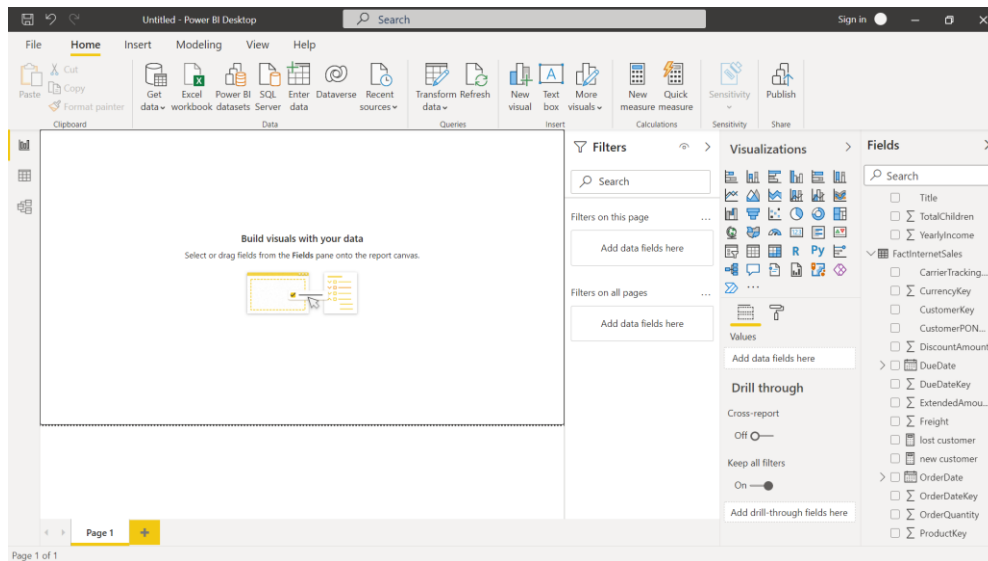 Untitled - Power BI Desktop
Search
Sign in
File Home Insert Modeling View Help
Paste
Cut
Copy
Format painter
Clipboard
Get data
Excel workbook
Power BI datasets
SQL Server
Enter data
Dataverse
Recent sources
Data
Transform data
Refresh
Queries
New visual
Text box
More visuals
Insert
New measure
Quick measure
Calculations
Sensitivity
Sensitivity
Publish
Share
Build visuals with your data
Select or drag fields from the Fields pane onto the report canvas.
Filters
Search
Filters on this page ...
Add data fields here
Filters on all pages ...
Add data fields here
Visualizations
R Py
...
Values
Add data fields here
Drill through
Cross-report
Off
Keep all filters
On
Add drill-through fields here
Fields
Search
Title
∑ TotalChildren
∑ YearlyIncome
FactInternetSales
CarrierTracking...
∑ CurrencyKey
CustomerKey
CustomerPON...
∑ DiscountAmount
DueDate
∑ DueDateKey
∑ ExtendedAmou...
∑ Freight
lost customer
new customer
OrderDate
∑ OrderDateKey
∑ OrderQuantity
∑ ProductKey
Page 1
Page 1 of 1